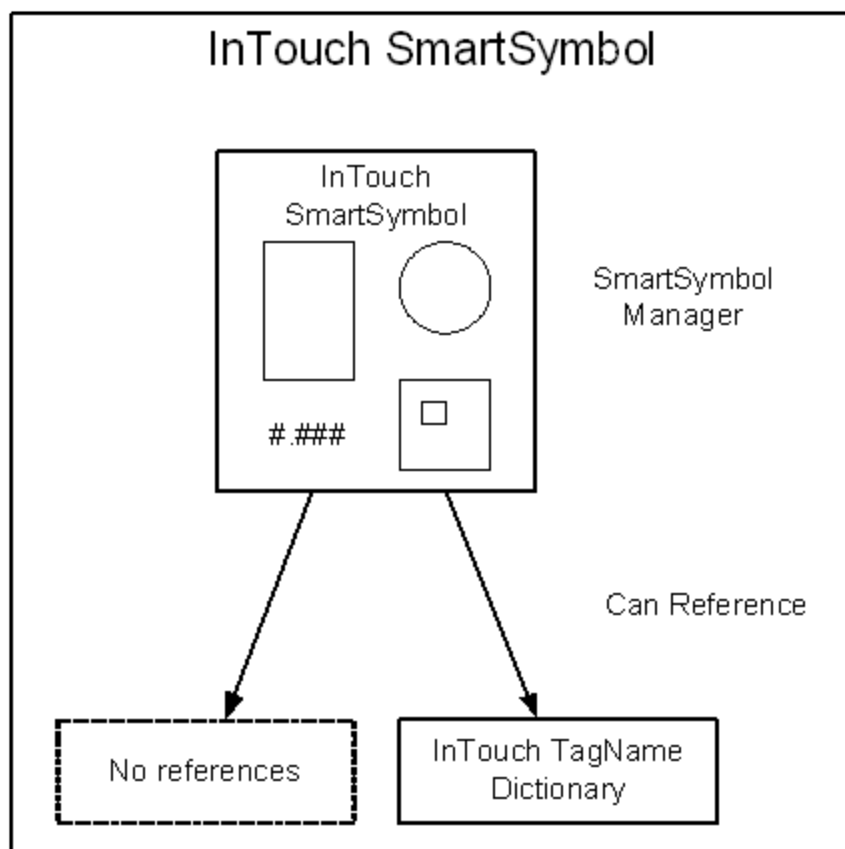 InTouch SmartSymbol
InTouch
SmartSymbol
SmartSymbol
Manager
#.###
Can Reference
No references
InTouch TagName
Dictionary